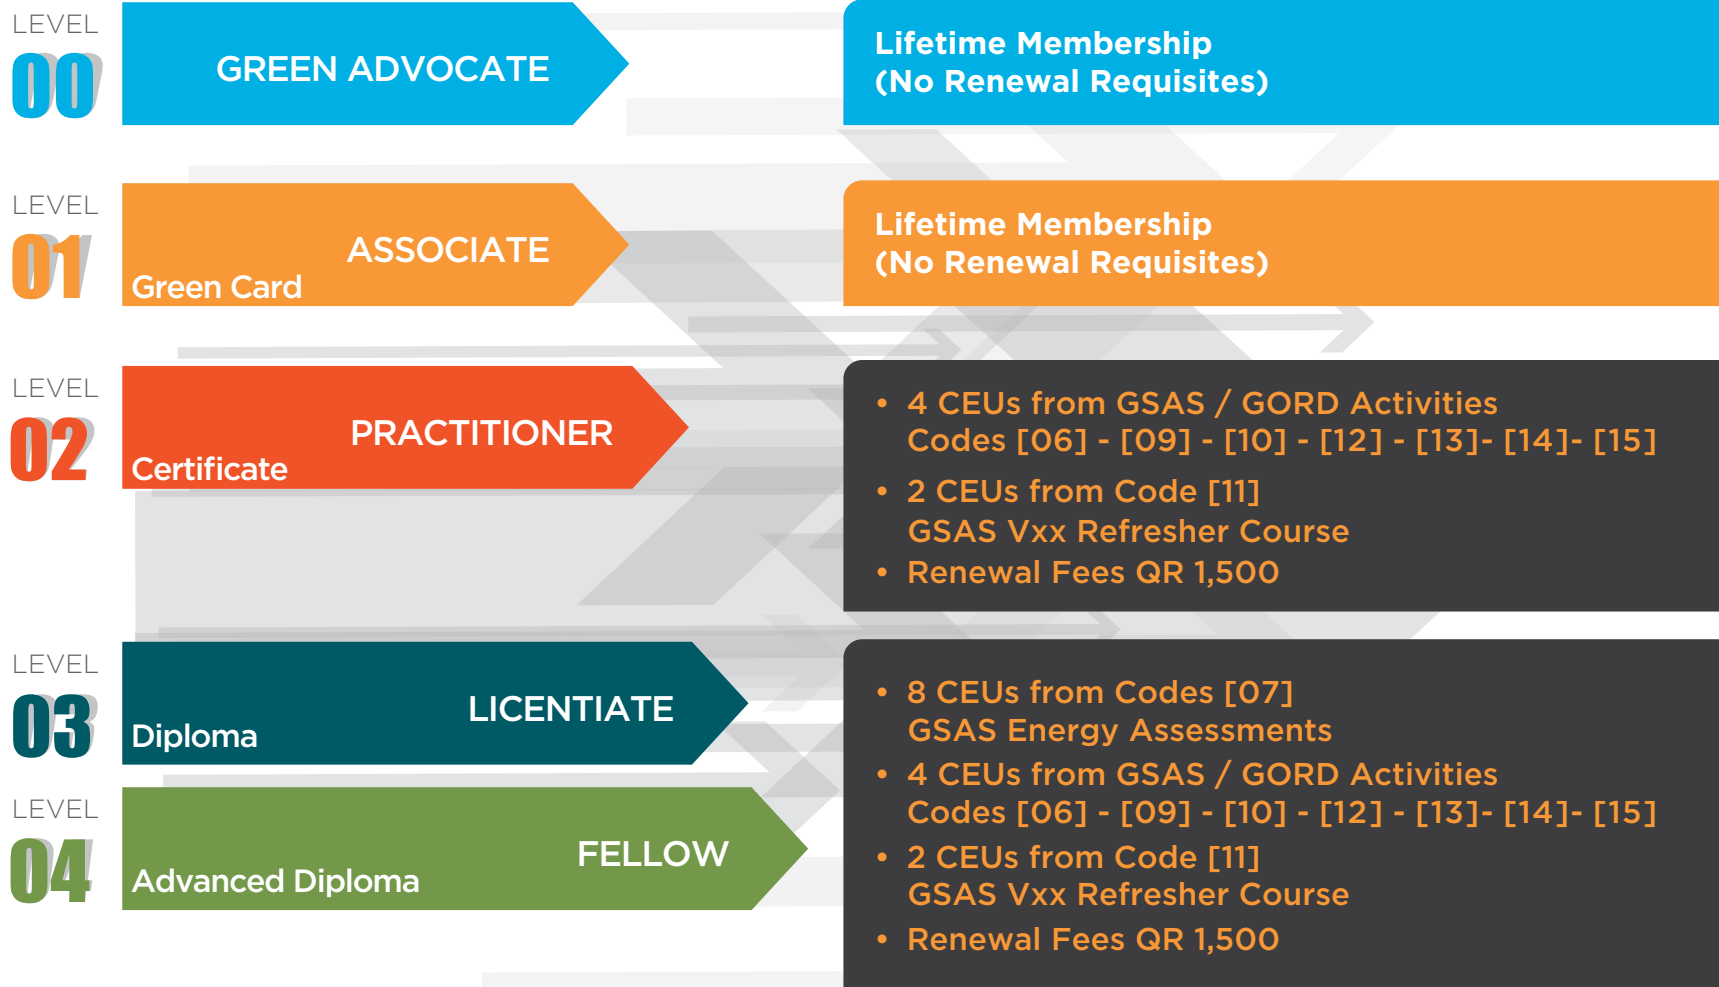 LEVEL
00
GREEN ADVOCATE
Lifetime Membership
(No Renewal Requisites)
LEVEL
01
ASSOCIATE
Green Card
Lifetime Membership
(No Renewal Requisites)
LEVEL
02
PRACTITIONER
Certificate
• 4 CEUs from GSAS / GORD Activities
Codes [06] - [09] - [10] - [12] - [13]- [14]- [15]
• 2 CEUs from Code [11]
GSAS Vxx Refresher Course
• Renewal Fees QR 1,500
LEVEL
03
LICENTIATE
Diploma
LEVEL
04
FELLOW
Advanced Diploma
• 8 CEUs from Codes [07]
GSAS Energy Assessments
• 4 CEUs from GSAS / GORD Activities
Codes [06] - [09] - [10] - [12] - [13]- [14]- [15]
• 2 CEUs from Code [11]
GSAS Vxx Refresher Course
• Renewal Fees QR 1,500